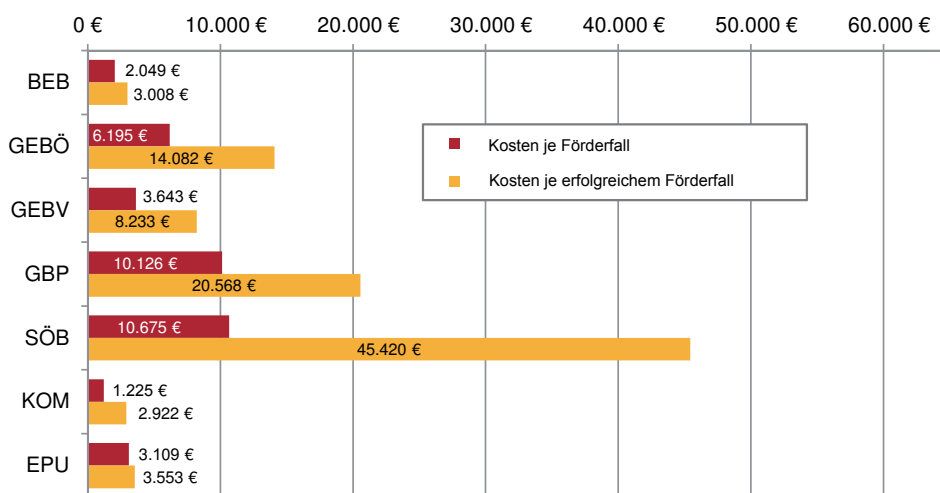 0 € 10.000 € 20.000 € 30.000 € 40.000 € 50.000 € 60.000 €
BEB 2.049 €
3.008 €
GEBÖ 6.195 €
14.082 €
GEBV 3.643 €
8.233 €
GBP 10.126 €
20.568 €
SÖB 10.675 €
45.420 €
KOM 1.225 €
2.922 €
EPU 3.109 €
3.553 €
Kosten je Förderfall
Kosten je erfolgreichem Förderfall